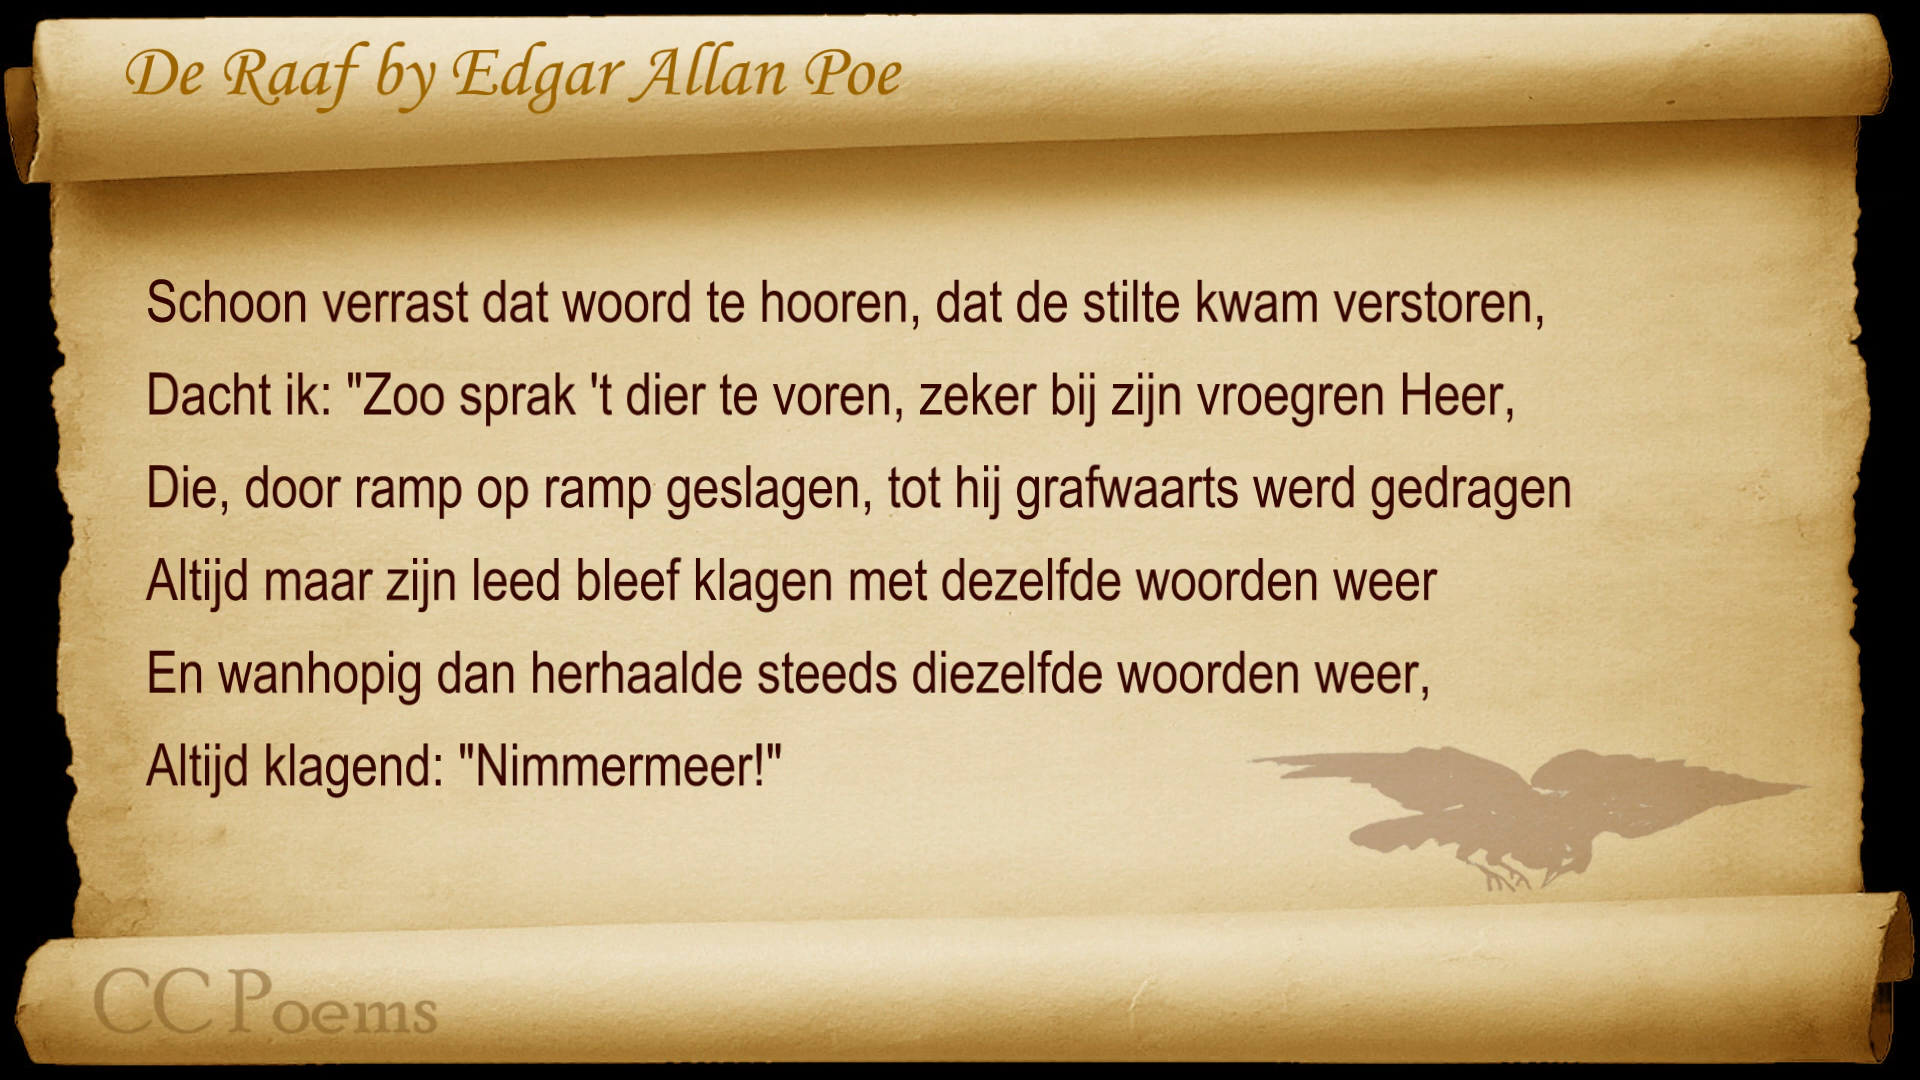 De Raaf by Edgar Allan Poe
Schoon verrast dat woord te hooren, dat de stilte kwam verstoren,
Dacht ik: "Zoo sprak 't dier te voren, zeker bij zijn vroegren Heer,
Die, door ramp op ramp geslagen, tot hij grafwaarts werd gedragen
Altijd maar zijn leed bleef klagen met dezelfde woorden weer
En wanhopig dan herhaalde steeds diezelfde woorden weer,
Altijd klagend: "Nimmermeer!"
CC Poems